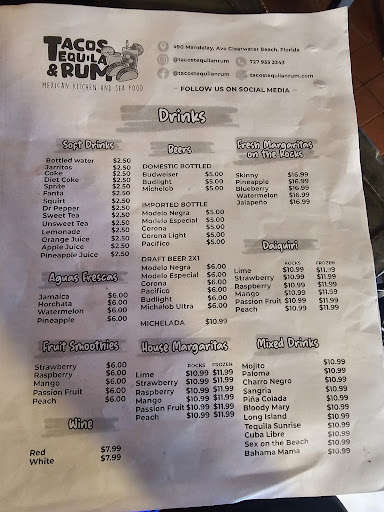 TACOS
TEQUILA
& RUM
MEXICAN KITCHEN AND SEA FOOD
490 Mandalay, Ave Clearwater Beach, Florida
@tacostequilanrum
727 953 3343
@tacostequilanrum
tacostequilanrum.com
— FOLLOW US ON SOCIAL MEDIA —
Drinks
Soft Drinks
Bottled water $2.50
Jarritos $2.50
Coke $2.50
Diet Coke $2.50
Sprite $2.50
Fanta $2.50
Squirt $2.50
Dr Pepper $2.50
Sweet Tea $2.50
Unsweet Tea $2.50
Lemonade $2.50
Orange Juice $2.50
Apple Juice $2.50
Pineapple Juice $2.50
Aguas Frescas
Jamaica $6.00
Horchata $6.00
Watermelon $6.00
Pineapple $6.00
Fruit Smoothies
Strawberry $6.00
Raspberry $6.00
Mango $6.00
Passion Fruit $6.00
Peach $6.00
Wine
Red $7.99
White $7.99
Beers
DOMESTIC BOTTLED
Budweiser $5.00
Budlight $5.00
Michelob $5.00
IMPORTED BOTTLE
Modelo Negra $5.00
Modelo Especial $5.00
Corona $5.00
Corona Light $5.00
Pacifico $5.00
DRAFT BEER 2X1
Modelo Negra $6.00
Modelo Especial $6.00
Corona $6.00
Pacifico $6.00
Budlight $6.00
Michelob Ultra $6.00
MICHELADA $10.99
House Margaritas
ROCKS FROZEN
Lime $10.99 $11.99
Strawberry $10.99 $11.99
Raspberry $10.99 $11.99
Mango $10.99 $11.99
Passion Fruit $10.99 $11.99
Peach $10.99 $11.99
Fresh Margaritas
on the Rocks
Skinny $16.99
Pineapple $16.99
Blueberry $16.99
Watermelon $16.99
Jalapeño $16.99
Daiquiri
ROCKS FROZEN
Lime $10.99 $11.99
Strawberry $10.99 $11.99
Raspberry $10.99 $11.99
Mango $10.99 $11.99
Passion Fruit $10.99 $11.99
Peach $10.99 $11.99
Mixed Drinks
Mojito $10.99
Paloma $10.99
Charro Negro $10.99
Sangria $10.99
Piña Colada $10.99
Bloody Mary $10.99
Long Island $10.99
Tequila Sunrise $10.99
Cuba Libre $10.99
Sex on the Beach $10.99
Bahama Mama $10.99